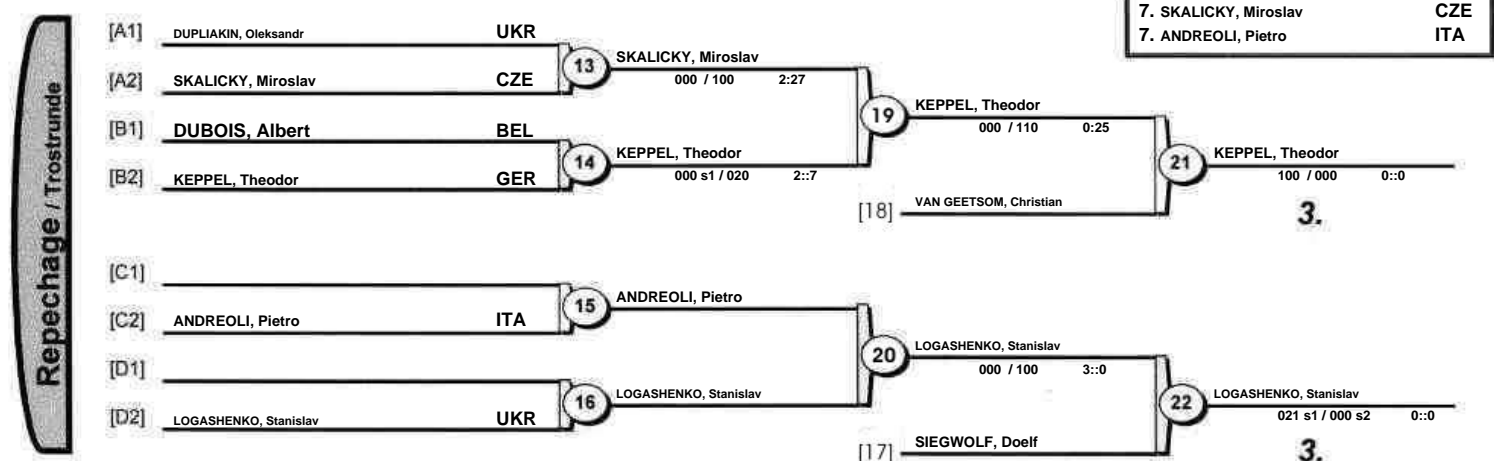 7. SKALICKY, Miroslav CZE
7. ANDREOLI, Pietro ITA
Repechage / Trostrunde
[A1] DUPLIAKIN, Oleksandr UKR
13 SKALICKY, Miroslav
000 / 100 2:27
[A2] SKALICKY, Miroslav CZE
19 KEPPEL, Theodor
000 / 110 0:25
[B1] DUBOIS, Albert BEL
14 KEPPEL, Theodor
000 s1 / 020 2::7
21 KEPPEL, Theodor
100 / 000 0::0
[B2] KEPPEL, Theodor GER
[18] VAN GEETSOM, Christian
3.
[C1]
15 ANDREOLI, Pietro
[C2] ANDREOLI, Pietro ITA
20 LOGASHENKO, Stanislav
000 / 100 3::0
[D1]
16 LOGASHENKO, Stanislav
22 LOGASHENKO, Stanislav
021 s1 / 000 s2 0::0
[D2] LOGASHENKO, Stanislav UKR
[17] SIEGWOLF, Doelf
3.